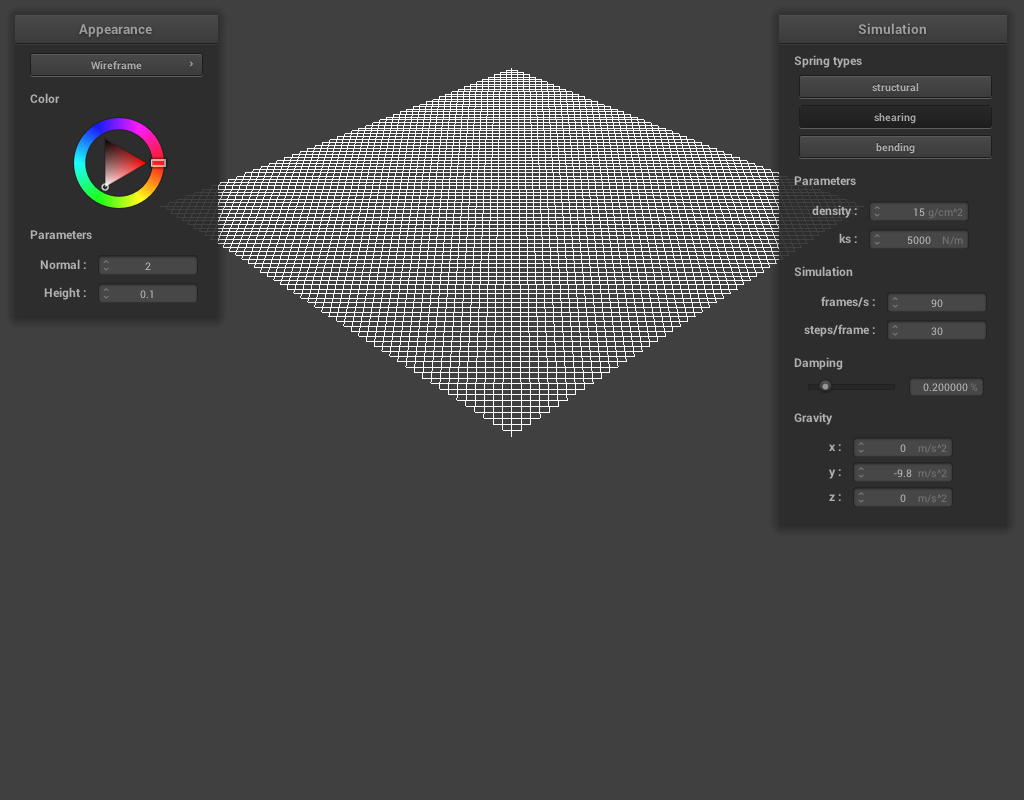 Appearance
Wireframe ›
Color
Parameters
Normal : 2
Height : 0.1
Simulation
Spring types
structural
shearing
bending
Parameters
density : 15 g/cm^2
ks : 5000 N/m
Simulation
frames/s : 90
steps/frame : 30
Damping
0.200000 %
Gravity
x : 0 m/s^2
y : -9.8 m/s^2
z : 0 m/s^2